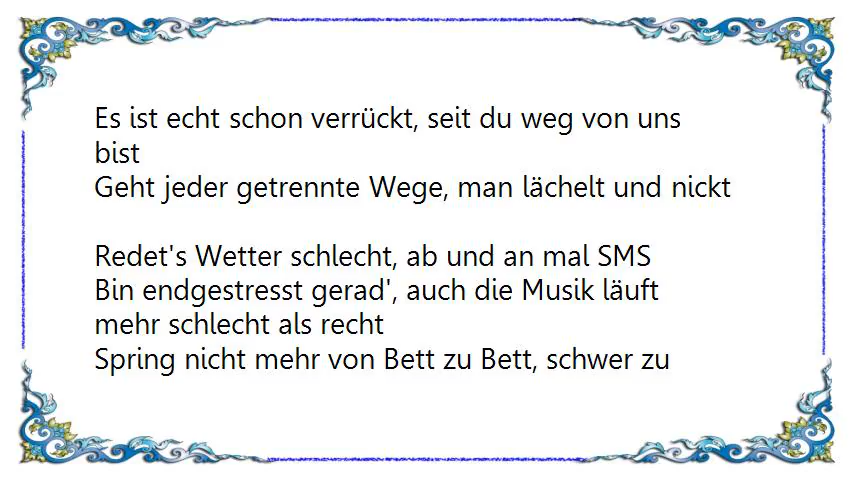 Es ist echt schon verrückt, seit du weg von uns
bist
Geht jeder getrennte Wege, man lächelt und nickt
Redet's Wetter schlecht, ab und an mal SMS
Bin endgestresst gerad', auch die Musik läuft
mehr schlecht als recht
Spring nicht mehr von Bett zu Bett, schwer zu